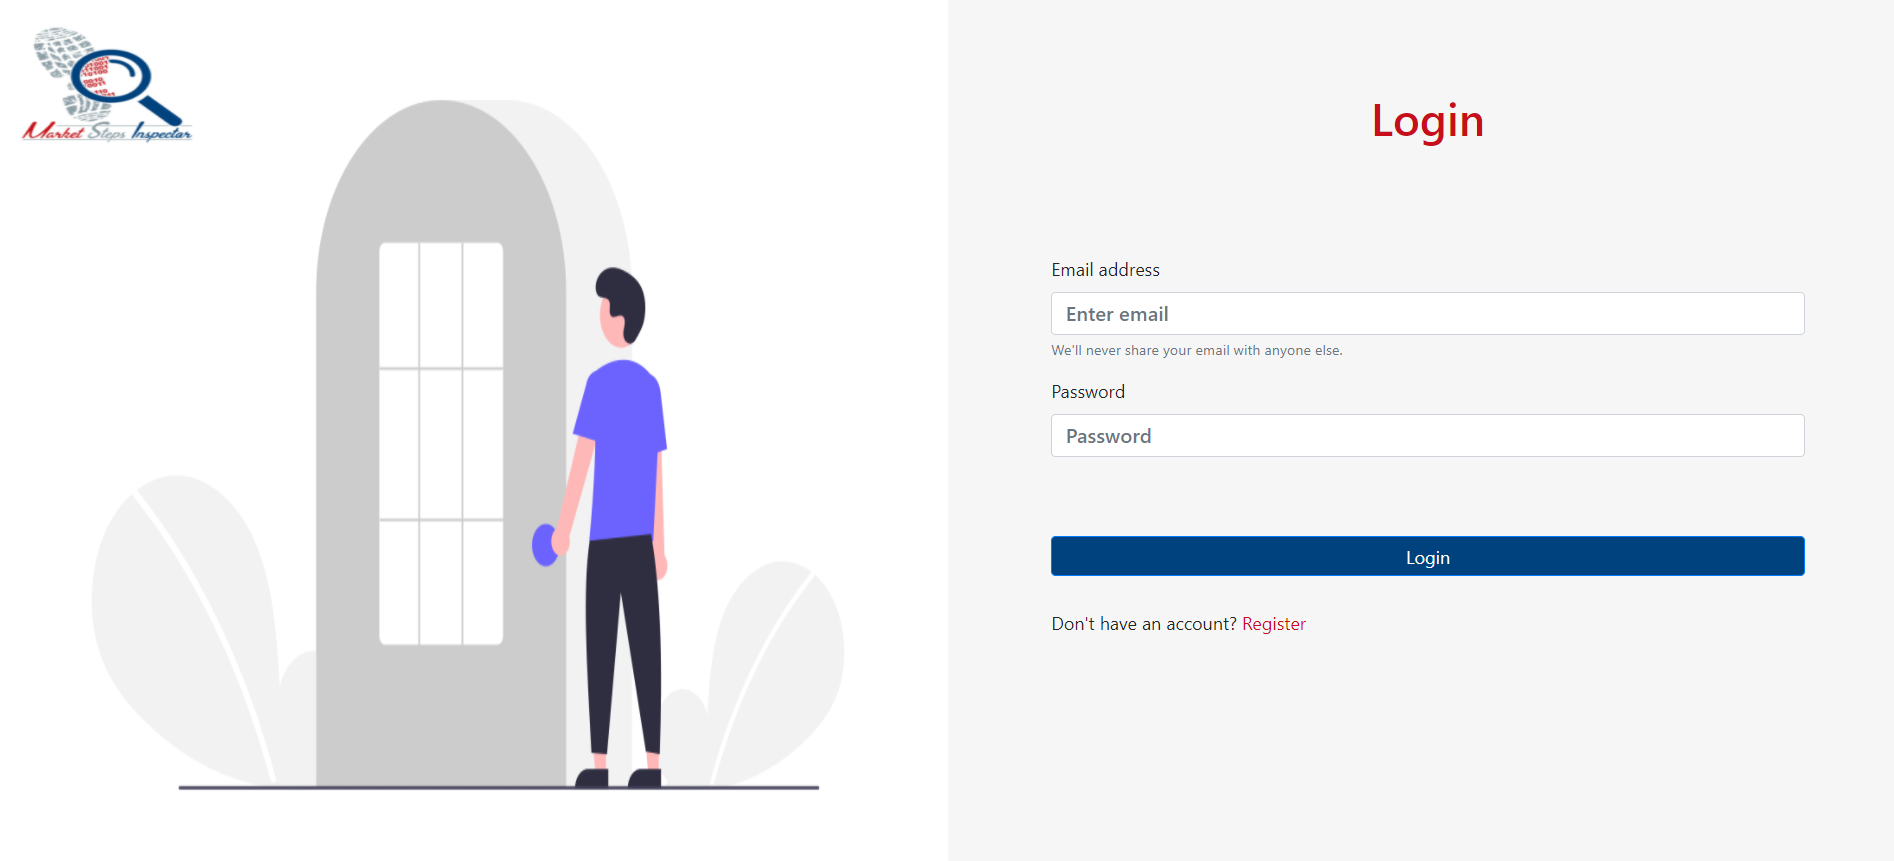 Market Steps Inspector
Login
Email address
Enter email
We'll never share your email with anyone else.
Password
Password
Login
Don't have an account? Register